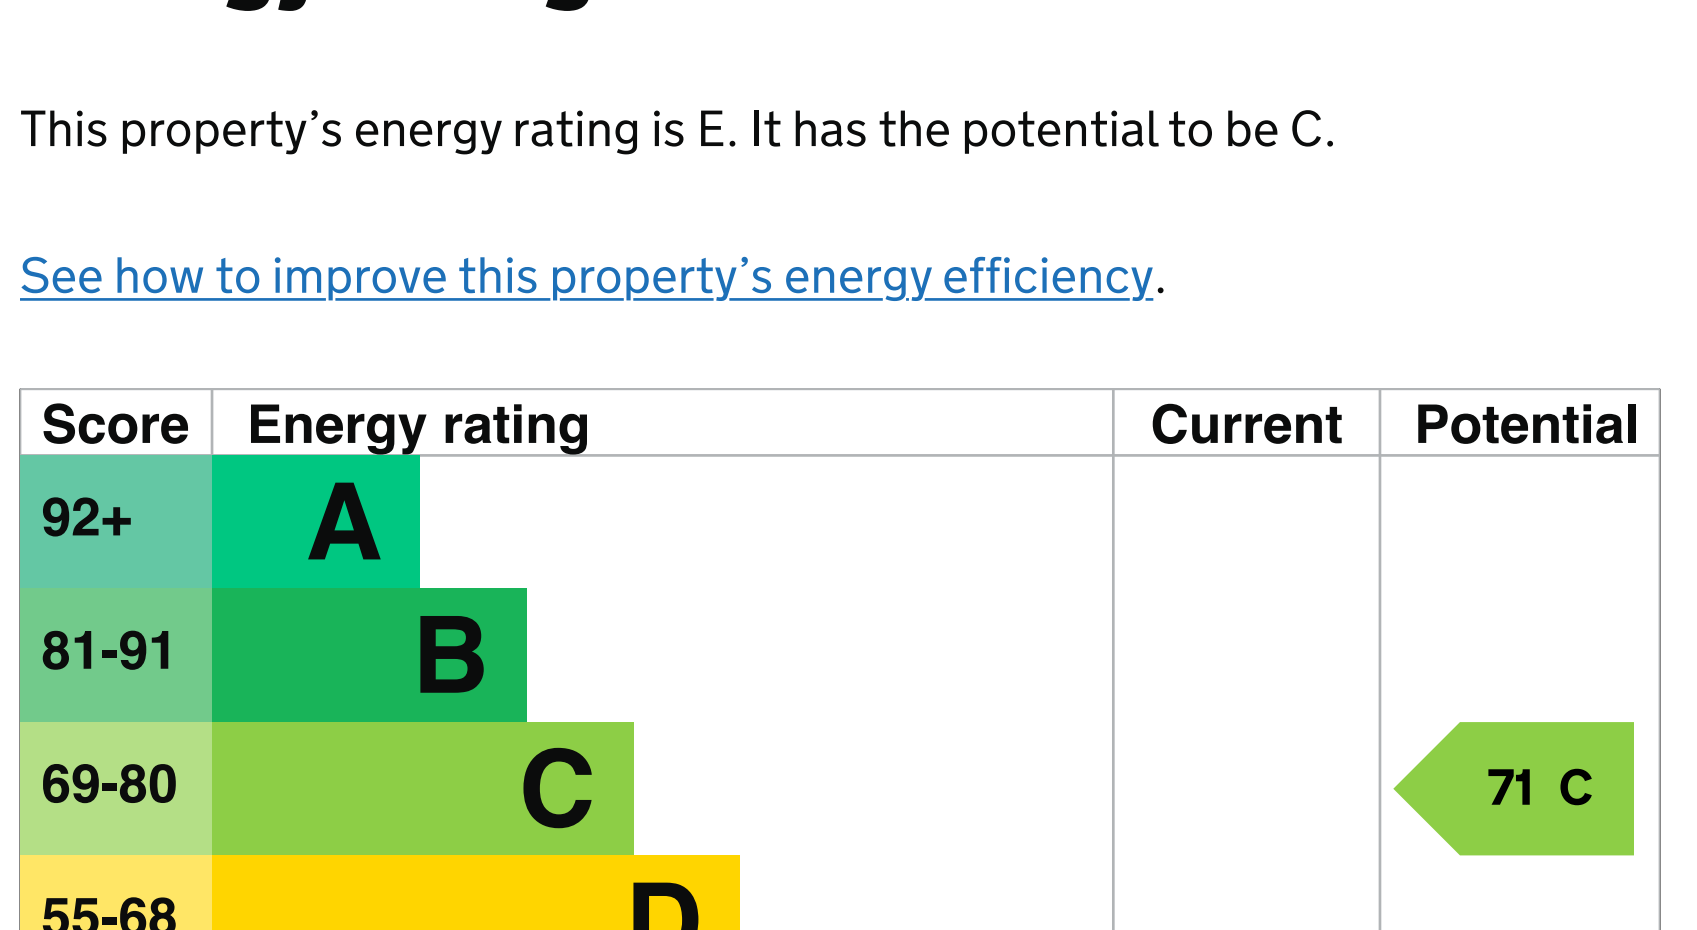 This property’s energy rating is E. It has the potential to be C.
See how to improve this property’s energy efficiency.
Score Energy rating Current Potential
92+ A
81-91 B
69-80 C 71 C
55-68 D